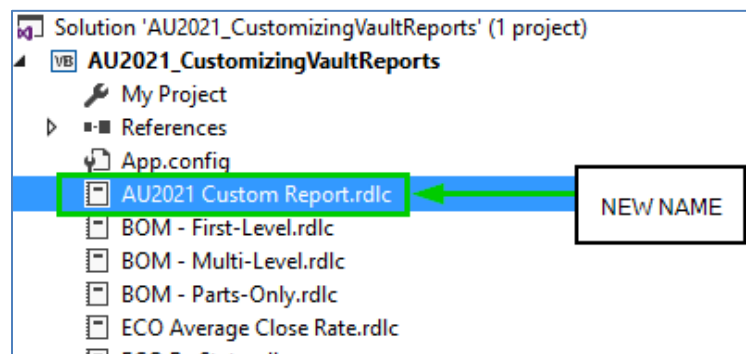 Solution 'AU2021_CustomizingVaultReports' (1 project)
VB AU2021_CustomizingVaultReports
My Project
References
App.config
AU2021 Custom Report.rdlc
NEW NAME
BOM - First-Level.rdlc
BOM - Multi-Level.rdlc
BOM - Parts-Only.rdlc
ECO Average Close Rate.rdlc